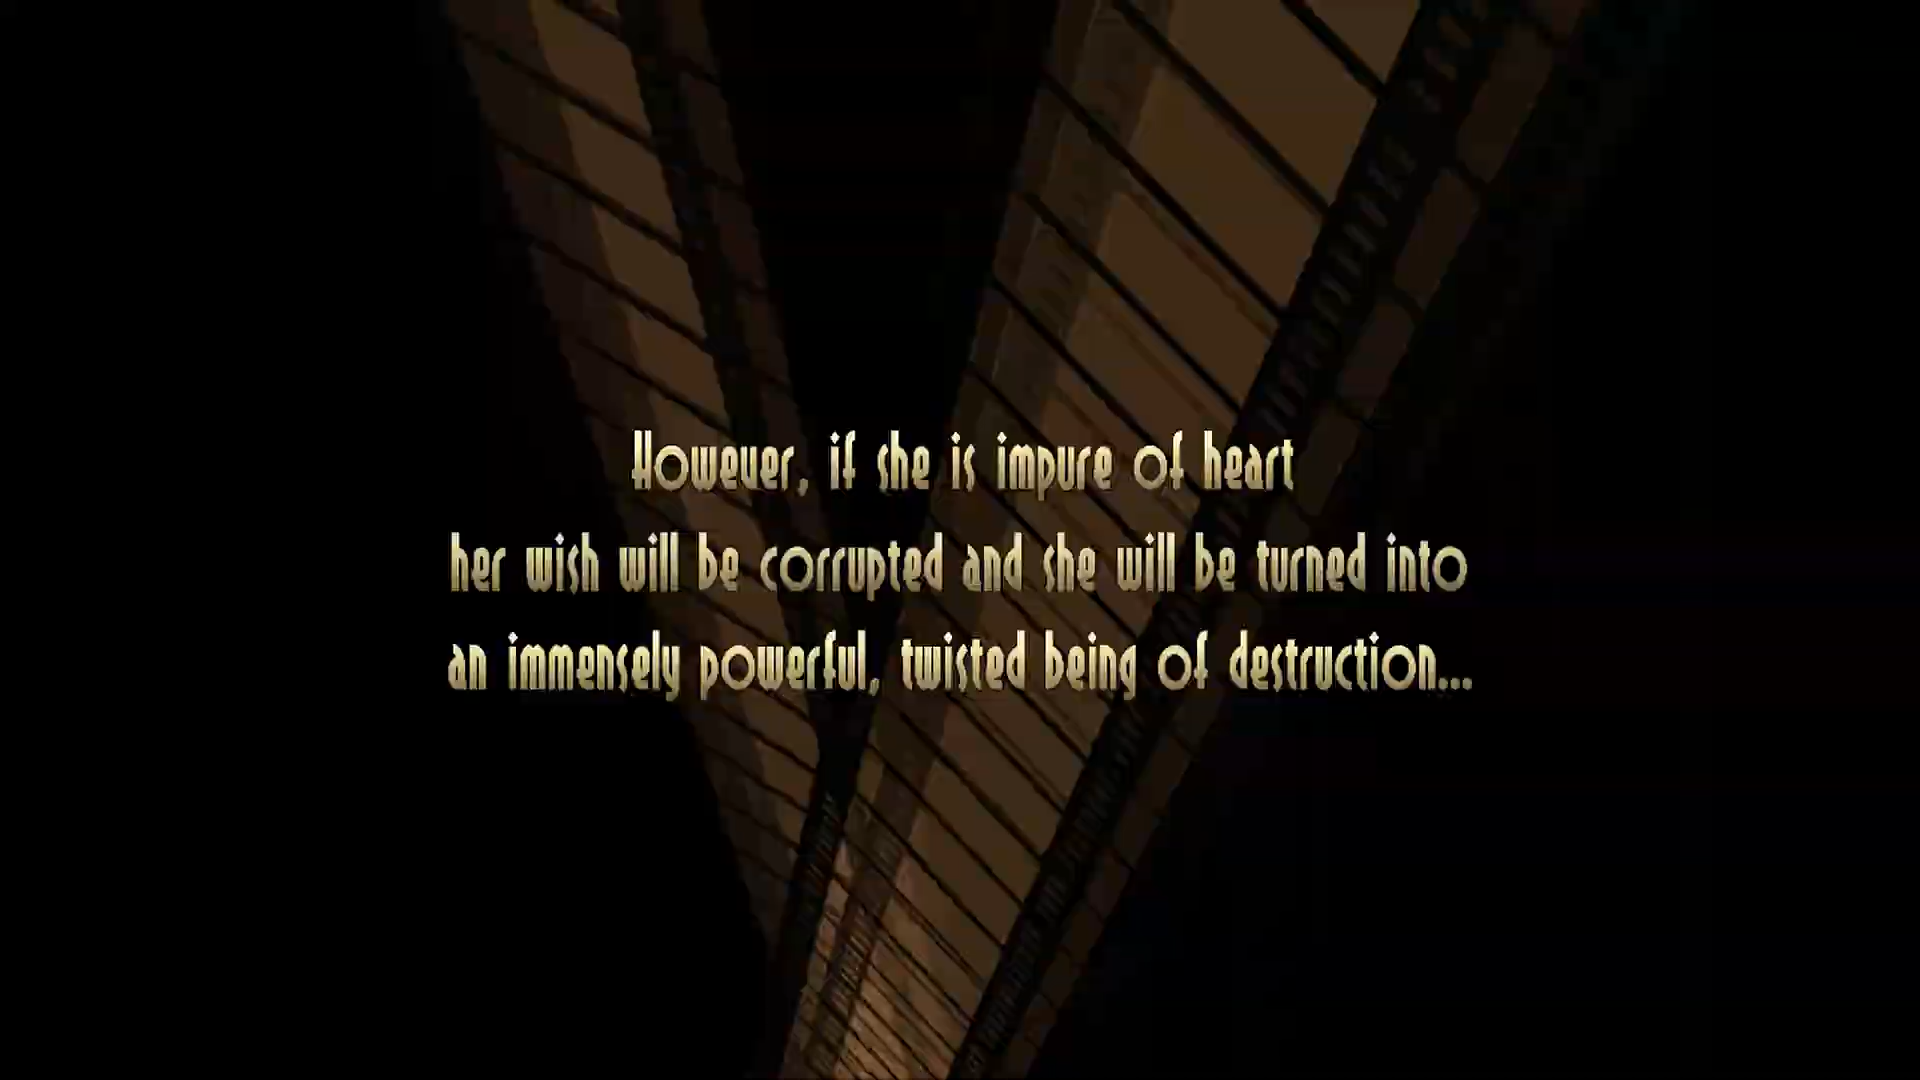 However, if she is impure of heart
her wish will be corrupted and she will be turned into
an immensely powerful, twisted being of destruction...